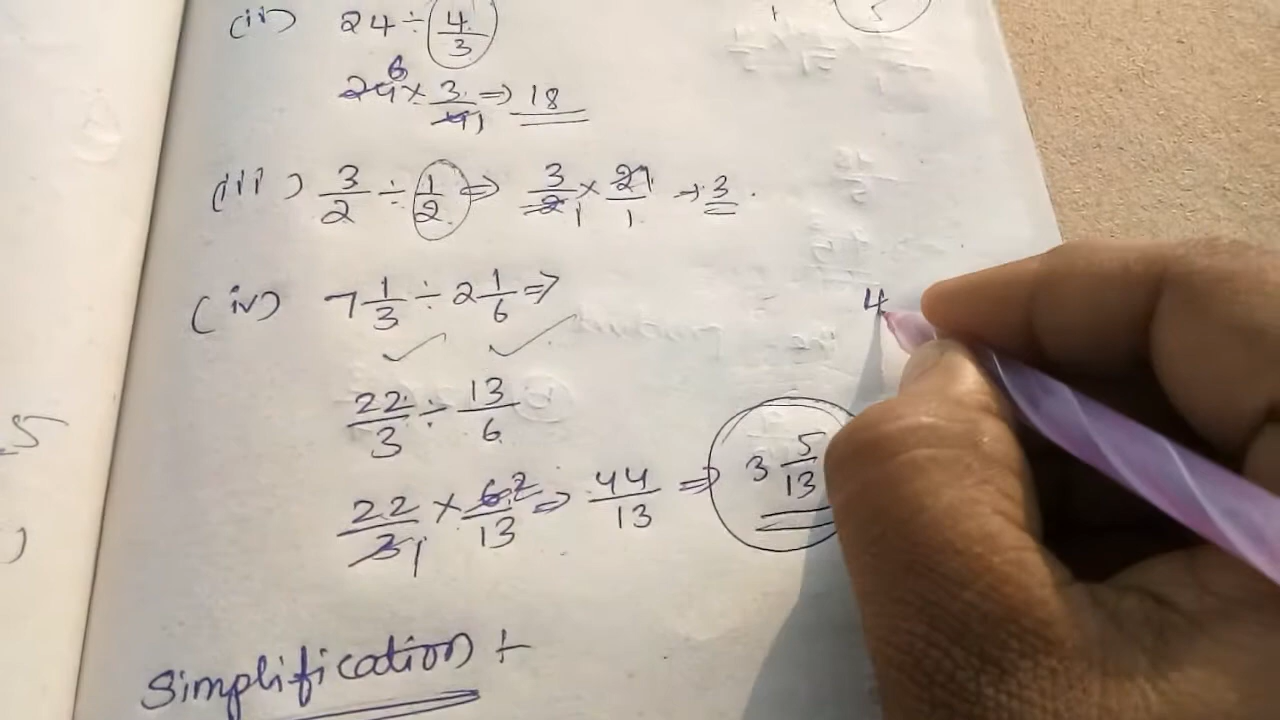 (ii) 24 ÷ 4/3
24 6 × 3/4 1 ⇒ 18
(iii) 3/2 ÷ 1/2 ⇒ 3/2 1 × 2 1/1 → 3
(iv) 7 1/3 ÷ 2 1/6 ⇒
4
22/3 ÷ 13/6
22/3 1 × 6 2/13 ⇒ 44/13 ⇒ 3 5/13
Simplification